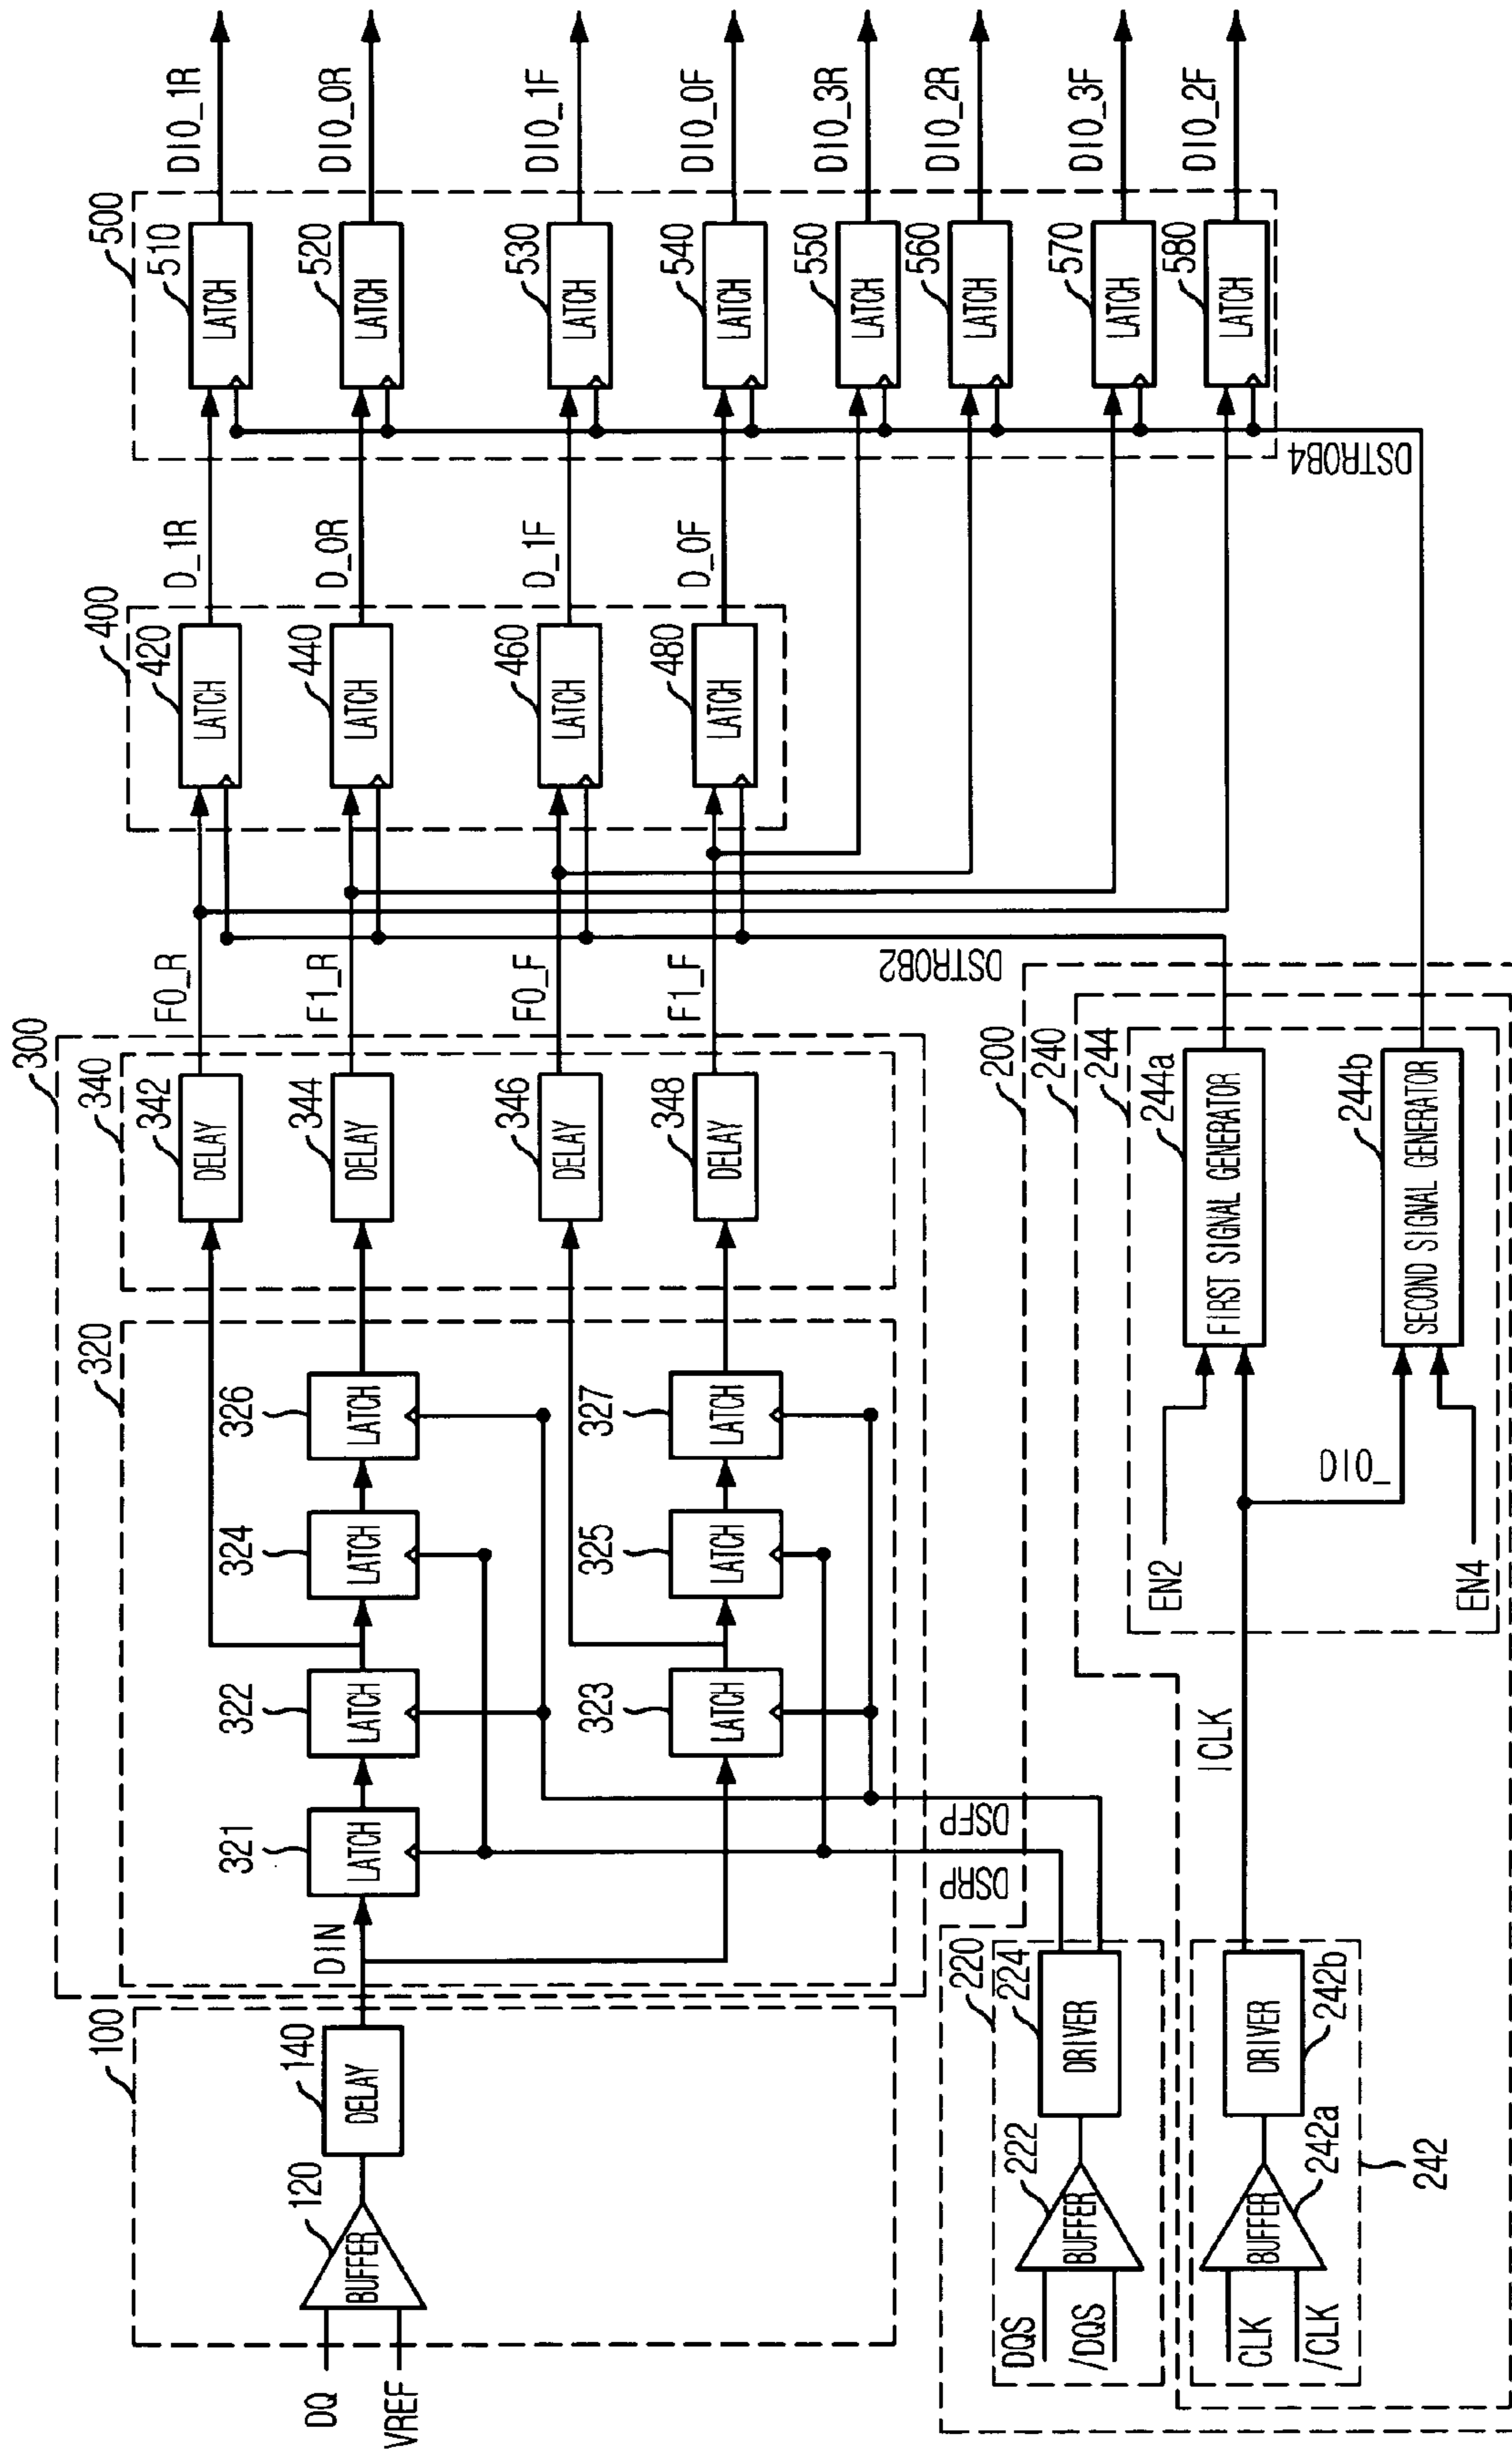 DQ
VREF
BUFFER
120
DELAY
140
100
DIN
LATCH
321
LATCH
322
LATCH
324
LATCH
326
LATCH
323
LATCH
325
LATCH
327
320
DELAY
342
DELAY
344
DELAY
346
DELAY
348
340
300
F0_R
F1_R
F0_F
F1_F
LATCH
420
LATCH
440
LATCH
460
LATCH
480
400
D_1R
D_0R
D_1F
D_0F
LATCH
510
LATCH
520
LATCH
530
LATCH
540
LATCH
550
LATCH
560
LATCH
570
LATCH
580
500
DIO_1R
DIO_0R
DIO_1F
DIO_0F
DIO_3R
DIO_2R
DIO_3F
DIO_2F
DQS
/DQS
BUFFER
222
DRIVER
224
220
DSRP
DSFP
CLK
/CLK
BUFFER
242a
DRIVER
242b
242
ICLK
EN2
EN4
DIO_
FIRST SIGNAL GENERATOR
244a
SECOND SIGNAL GENERATOR
244b
244
240
200
DSTROB2
DSTROB4